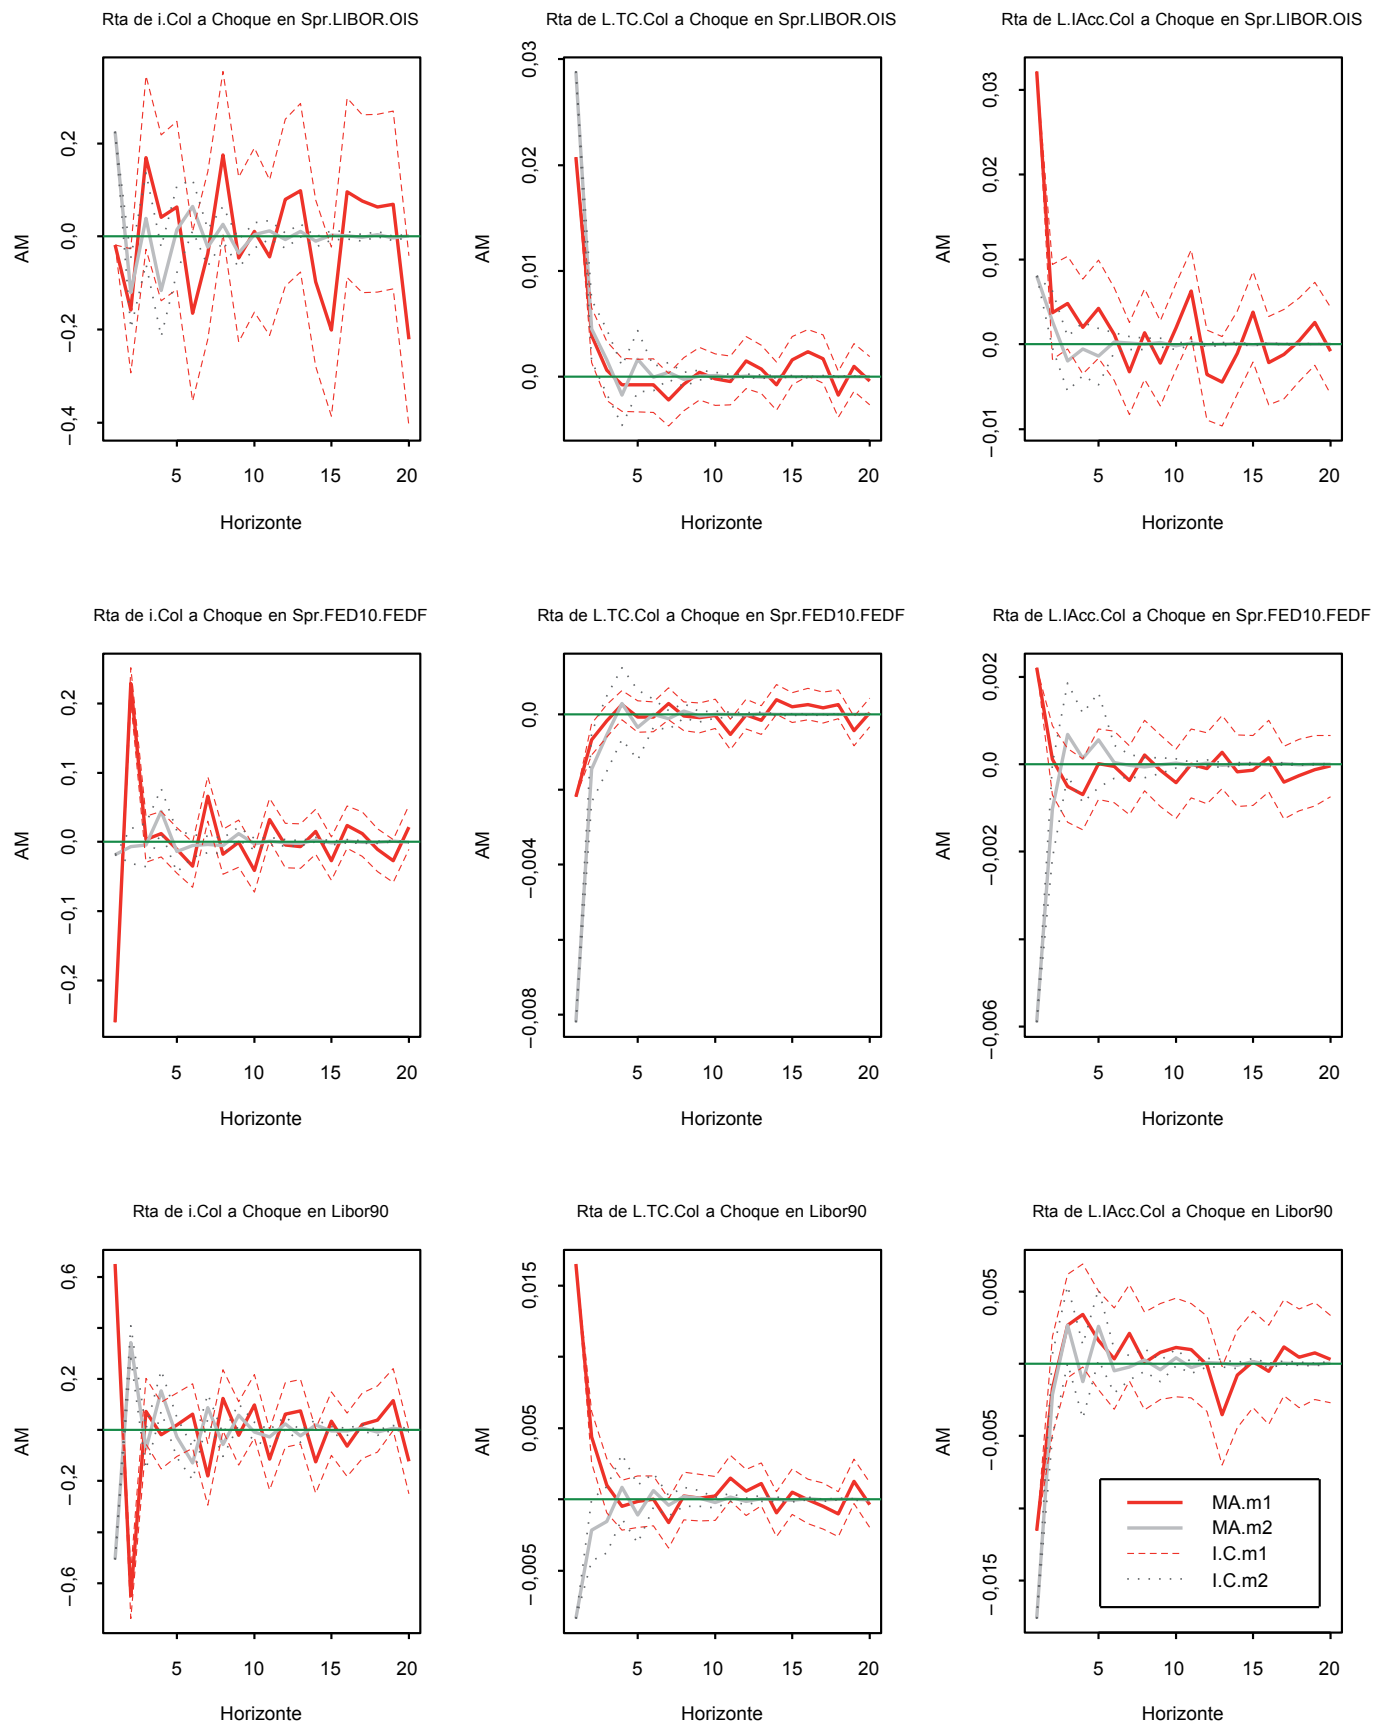 Rta de i.Col a Choque en Spr.LIBOR.OIS
AM
0,2
0,0
−0,2
−0,4
5 10 15 20
Horizonte
Rta de L.TC.Col a Choque en Spr.LIBOR.OIS
AM
0,03
0,02
0,01
0,0
5 10 15 20
Horizonte
Rta de L.IAcc.Col a Choque en Spr.LIBOR.OIS
AM
0,03
0,01
0,0
−0,01
5 10 15 20
Horizonte
Rta de i.Col a Choque en Spr.FED10.FEDF
AM
0,2
0,1
0,0
−0,1
−0,2
5 10 15 20
Horizonte
Rta de L.TC.Col a Choque en Spr.FED10.FEDF
AM
0,0
−0,004
−0,008
5 10 15 20
Horizonte
Rta de L.IAcc.Col a Choque en Spr.FED10.FEDF
AM
0,002
0,0
−0,002
−0,006
5 10 15 20
Horizonte
Rta de i.Col a Choque en Libor90
AM
0,6
0,2
−0,2
−0,6
5 10 15 20
Horizonte
Rta de L.TC.Col a Choque en Libor90
AM
0,015
0,005
−0,005
5 10 15 20
Horizonte
Rta de L.IAcc.Col a Choque en Libor90
AM
0,005
−0,005
−0,015
5 10 15 20
Horizonte
MA.m1
MA.m2
I.C.m1
I.C.m2